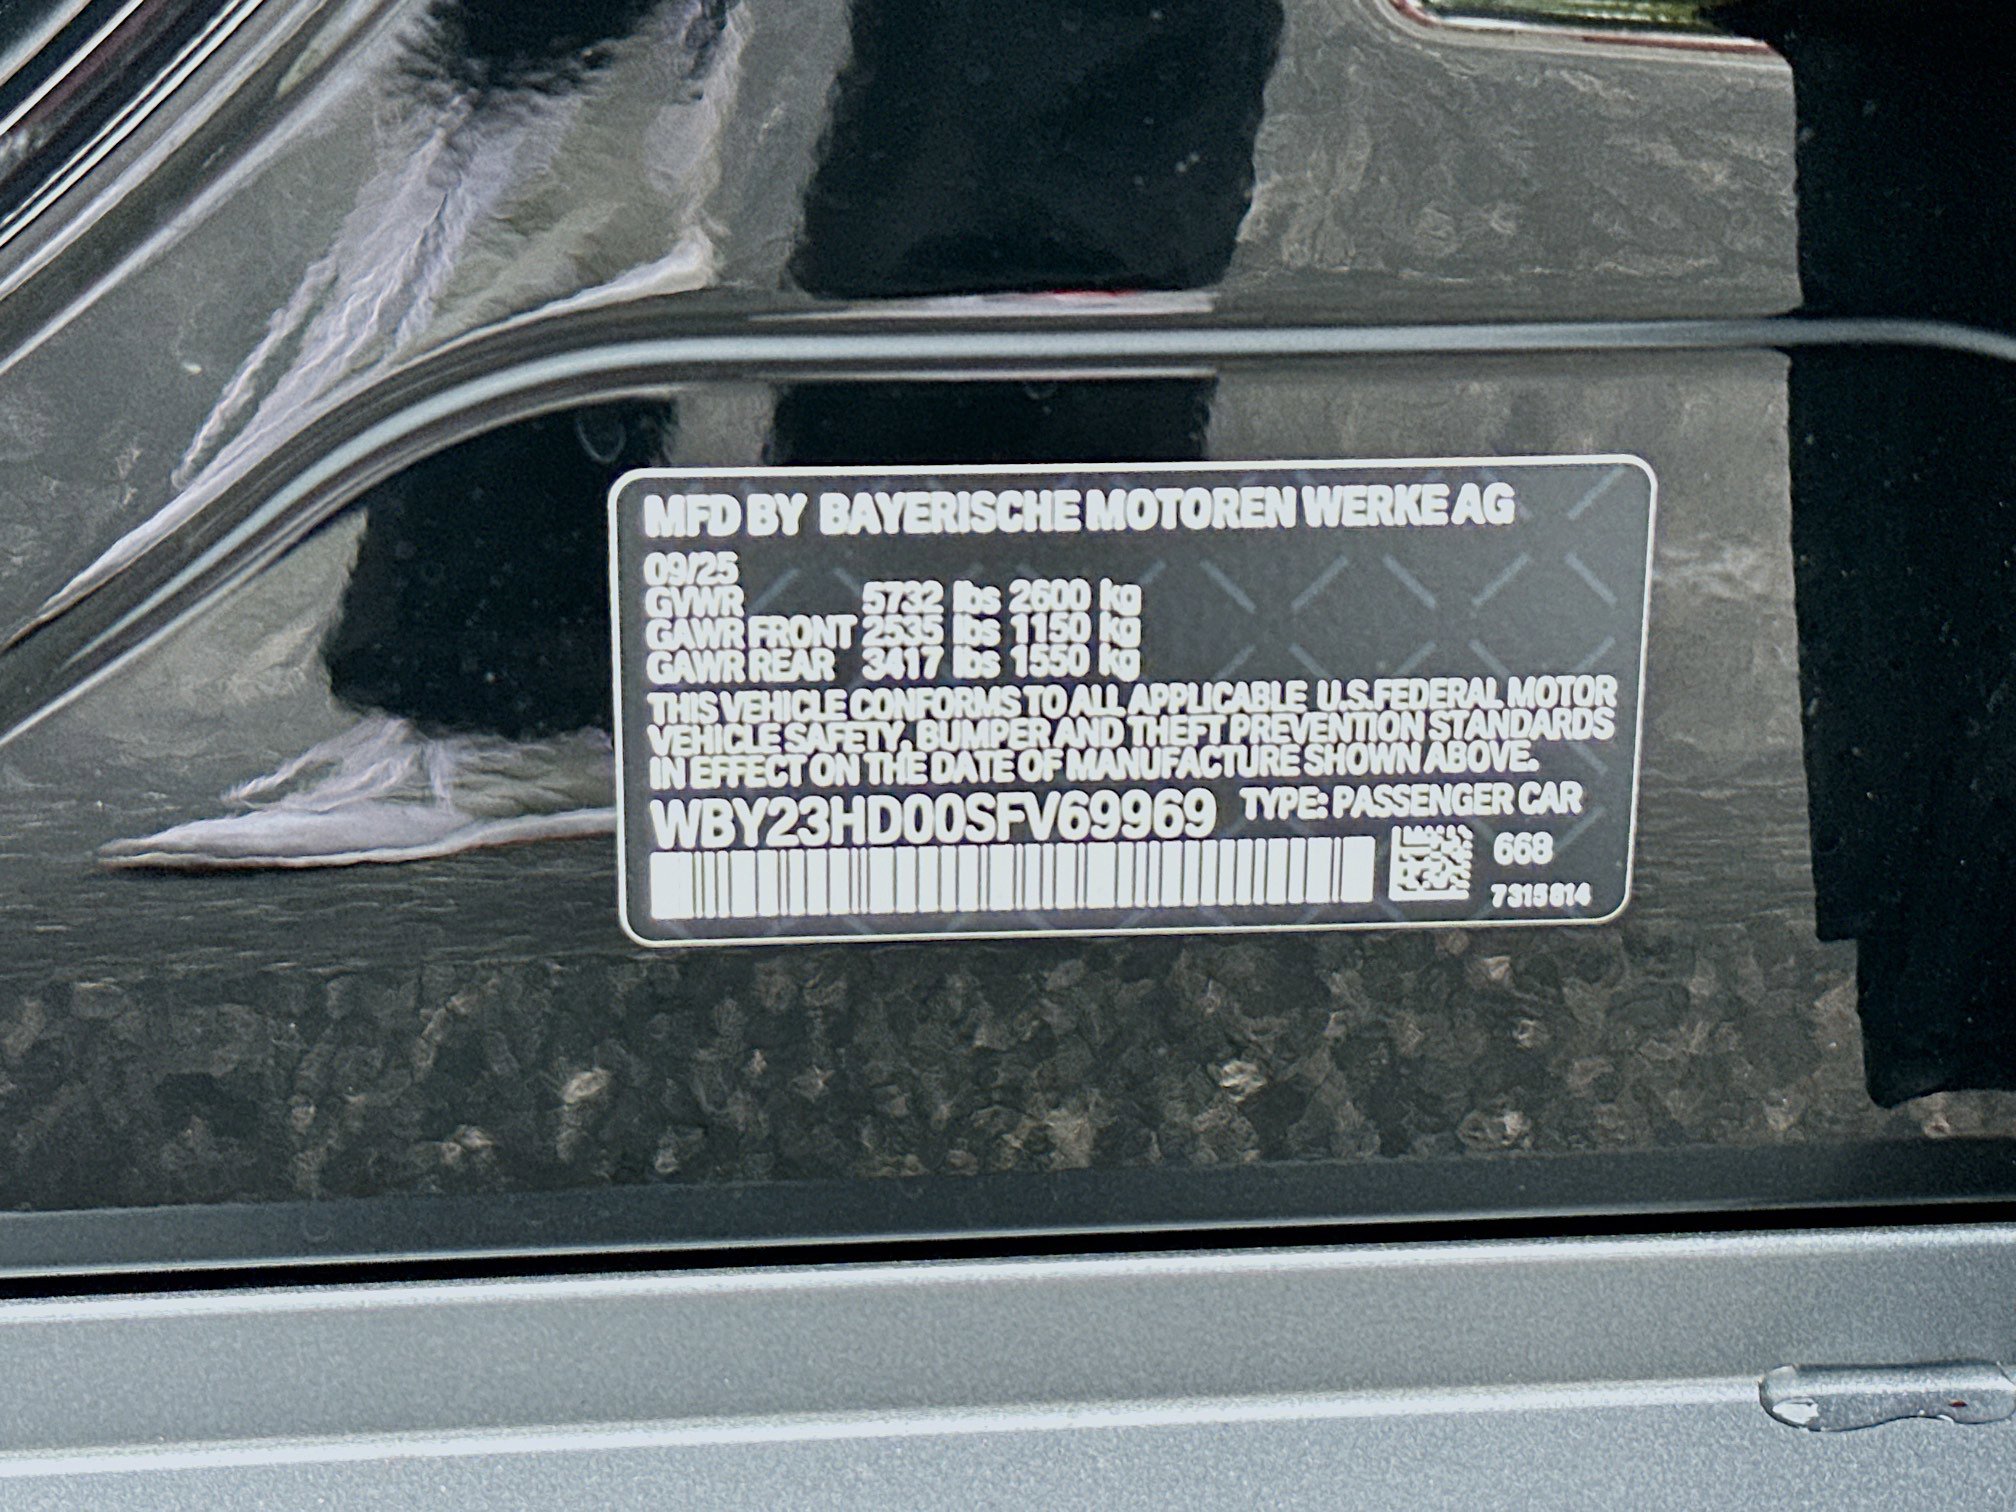 MFD BY BAYERISCHE MOTOREN WERKE AG
09/25
GVWR 5732 lbs 2600 kg
GAWR FRONT 2535 lbs 1150 kg
GAWR REAR 3417 lbs 1550 kg
THIS VEHICLE CONFORMS TO ALL APPLICABLE U.S.FEDERAL MOTOR
VEHICLE SAFETY, BUMPER AND THEFT PREVENTION STANDARDS
IN EFFECT ON THE DATE OF MANUFACTURE SHOWN ABOVE.
WBY23HD00SFV69969 TYPE: PASSENGER CAR
668
7315814